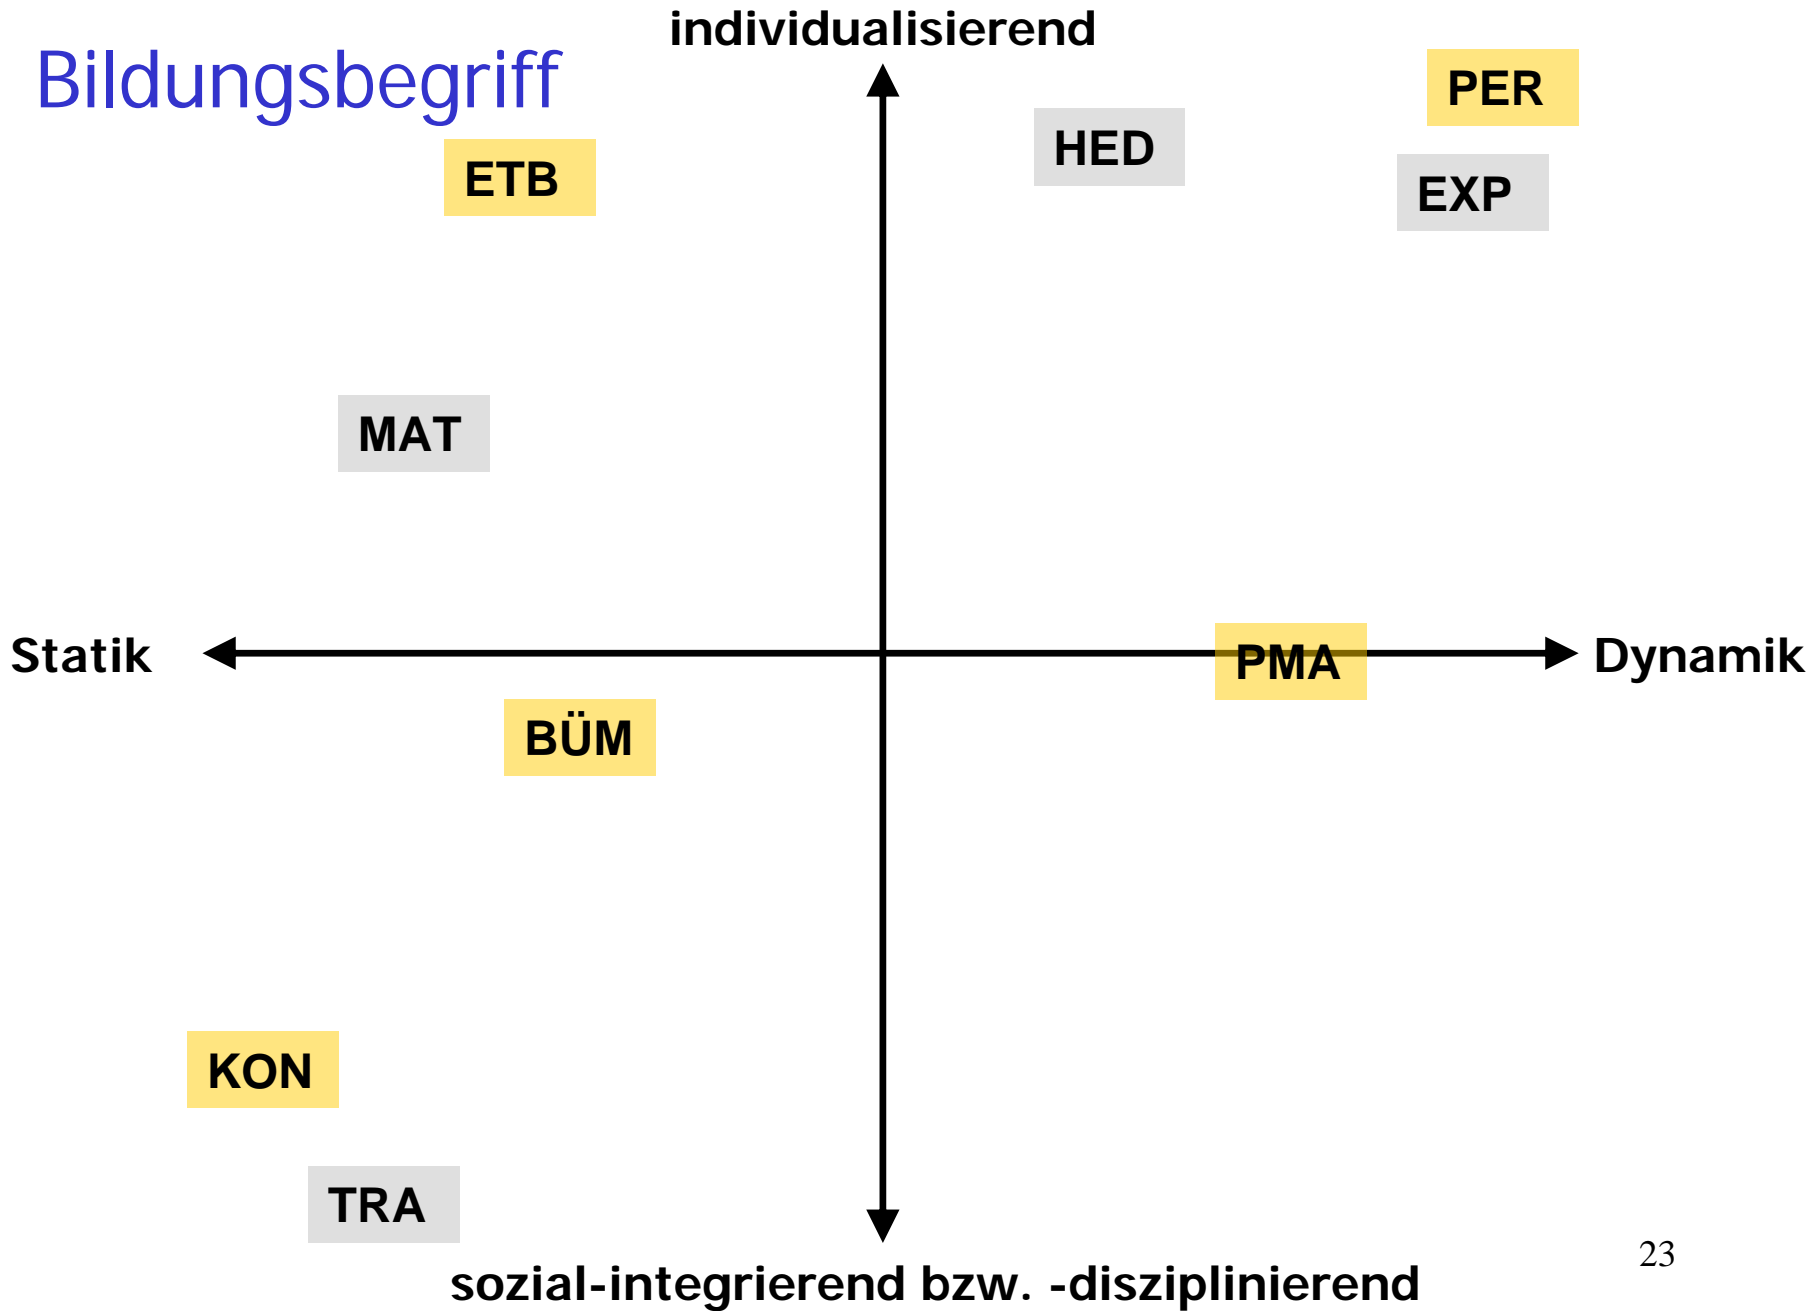 individualisierend
Bildungsbegriff
PER
HED
ETB
EXP
MAT
Statik
PMA
Dynamik
BÜM
KON
TRA
23
sozial-integrierend bzw. -disziplinierend